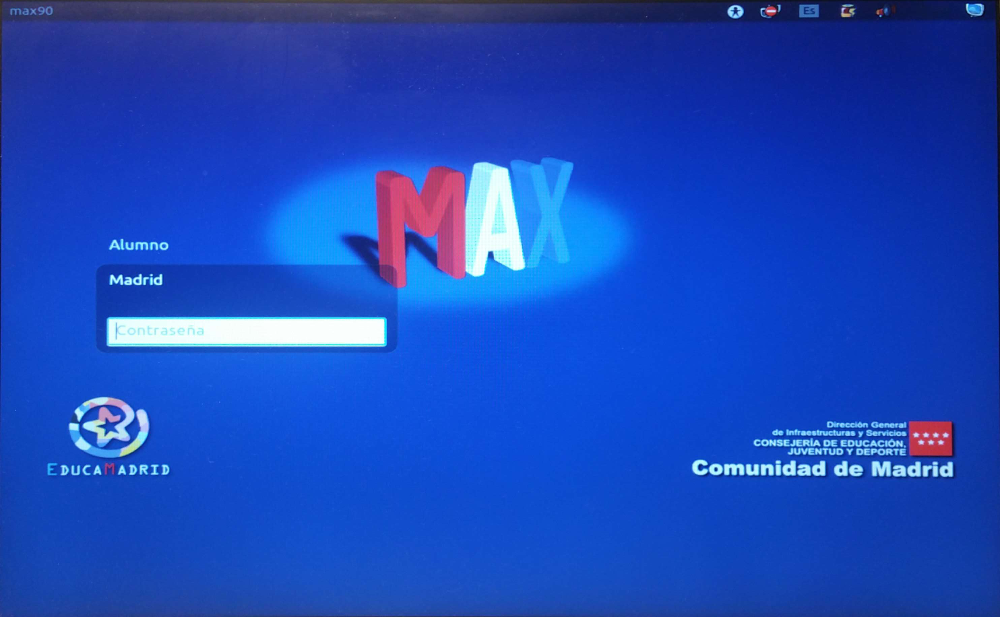 max90
Es
MAX
Alumno
Madrid
Contraseña
EDUCAMADRID
Dirección General
de Infraestructuras y Servicios
CONSEJERÍA DE EDUCACIÓN,
JUVENTUD Y DEPORTE
Comunidad de Madrid